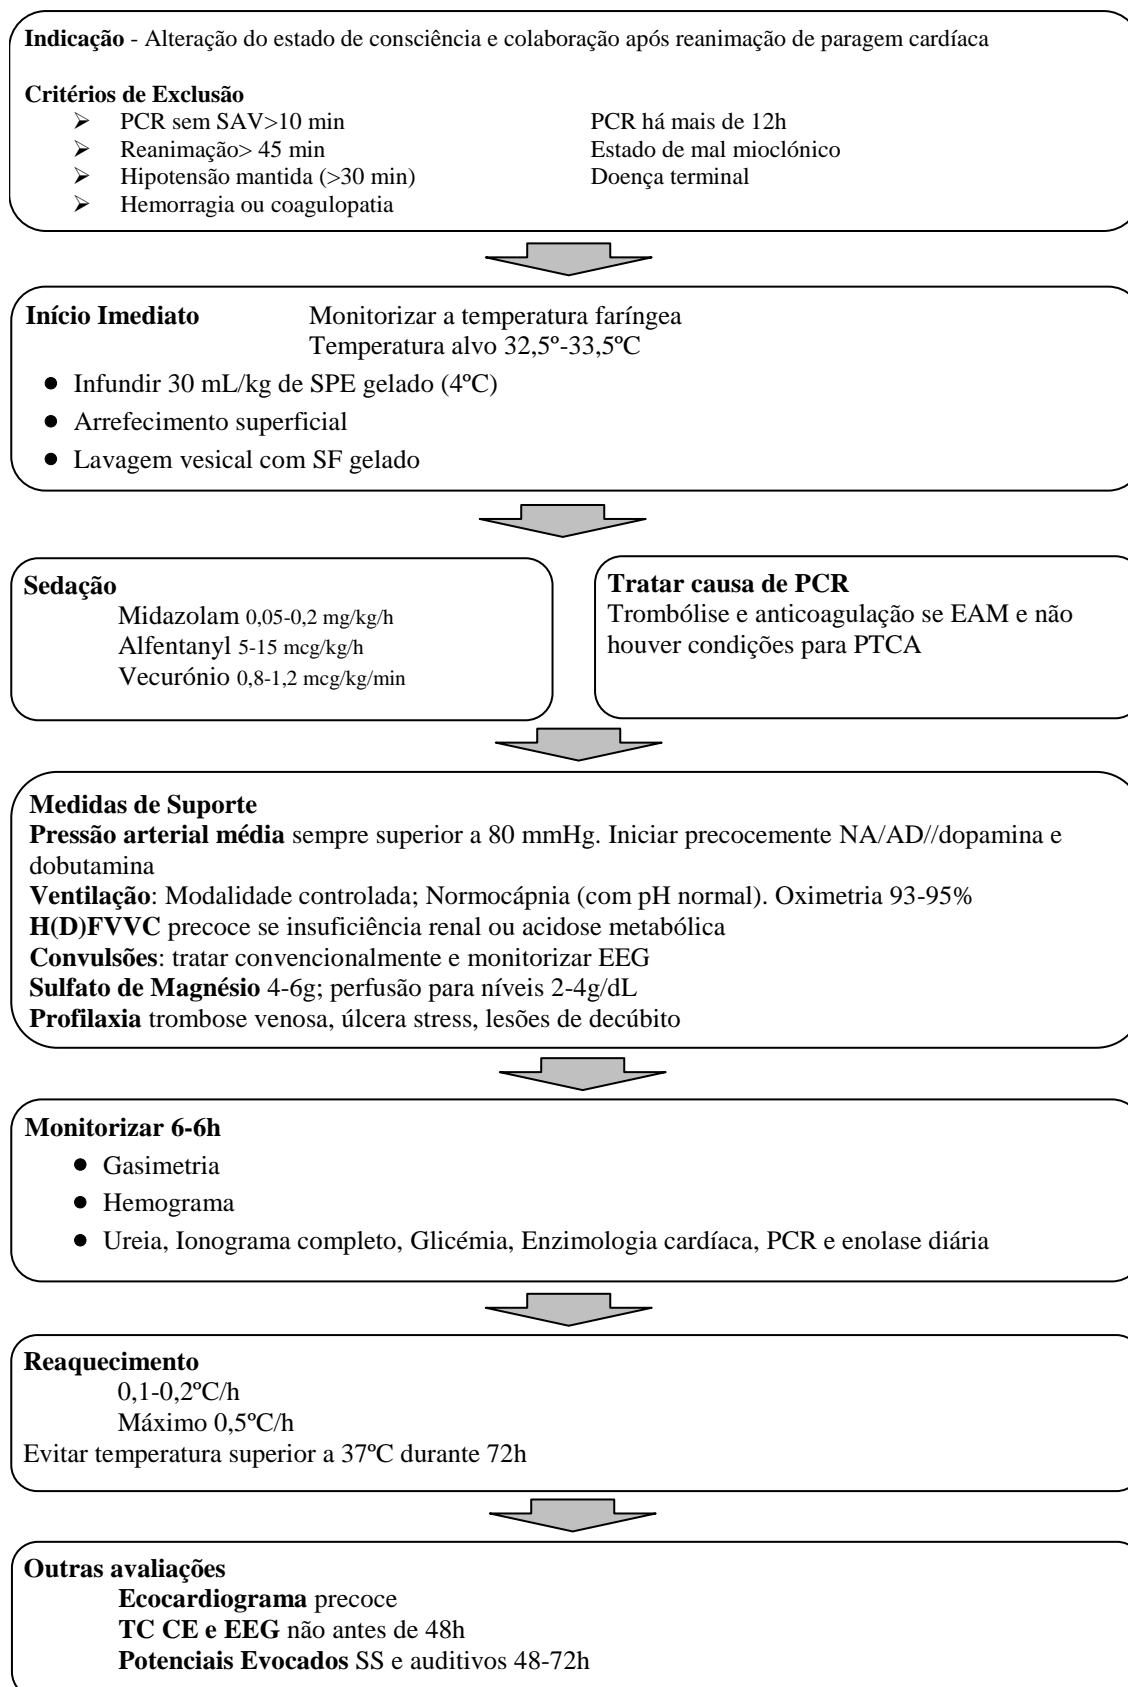 Indicação - Alteração do estado de consciência e colaboração após reanimação de paragem cardíaca
Critérios de Exclusão
➢ PCR sem SAV>10 min
➢ Reanimação> 45 min
➢ Hipotensão mantida (>30 min)
➢ Hemorragia ou coagulopatia
PCR há mais de 12h
Estado de mal mioclónico
Doença terminal
Início Imediato
Monitorizar a temperatura faríngea
Temperatura alvo 32,5º-33,5ºC
● Infundir 30 mL/kg de SPE gelado (4ºC)
● Arrefecimento superficial
● Lavagem vesical com SF gelado
Sedação
Midazolam 0,05-0,2 mg/kg/h
Alfentanyl 5-15 mcg/kg/h
Vecurónio 0,8-1,2 mcg/kg/min
Tratar causa de PCR
Trombólise e anticoagulação se EAM e não
houver condições para PTCA
Medidas de Suporte
Pressão arterial média sempre superior a 80 mmHg. Iniciar precocemente NA/AD//dopamina e
dobutamina
Ventilação: Modalidade controlada; Normocápnia (com pH normal). Oximetria 93-95%
H(D)FVVC precoce se insuficiência renal ou acidose metabólica
Convulsões: tratar convencionalmente e monitorizar EEG
Sulfato de Magnésio 4-6g; perfusão para níveis 2-4g/dL
Profilaxia trombose venosa, úlcera stress, lesões de decúbito
Monitorizar 6-6h
● Gasimetria
● Hemograma
● Ureia, Ionograma completo, Glicémia, Enzimologia cardíaca, PCR e enolase diária
Reaquecimento
0,1-0,2ºC/h
Máximo 0,5ºC/h
Evitar temperatura superior a 37ºC durante 72h
Outras avaliações
Ecocardiograma precoce
TC CE e EEG não antes de 48h
Potenciais Evocados SS e auditivos 48-72h